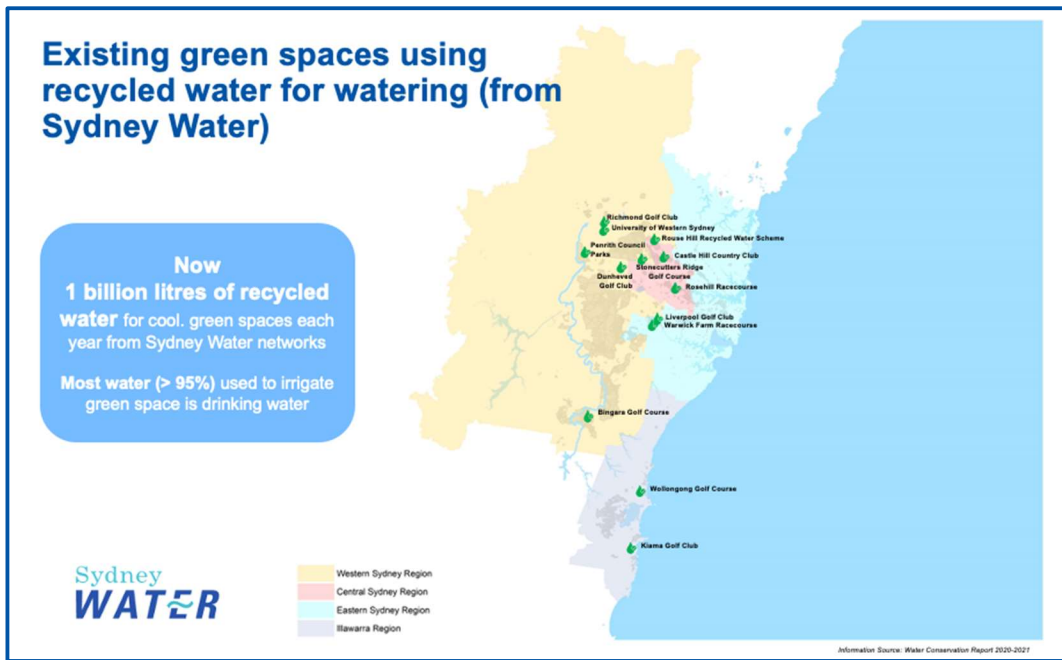 Existing green spaces using
recycled water for watering (from
Sydney Water)
Now
1 billion litres of recycled
water for cool. green spaces each
year from Sydney Water networks
Most water (> 95%) used to irrigate
green space is drinking water
Richmond Golf Club
University of Western Sydney
Rouse Hill Recycled Water Scheme
Penrith Council
Parks
Castle Hill Country Club
Stonecutters Ridge
Golf Course
Dunheved
Golf Club
Rosehill Racecourse
Liverpool Golf Club
Warwick Farm Racecourse
Bingara Golf Course
Wollongong Golf Course
Kiama Golf Club
Sydney
WATER
Western Sydney Region
Central Sydney Region
Eastern Sydney Region
Illawarra Region
Information Source: Water Conservation Report 2020-2021